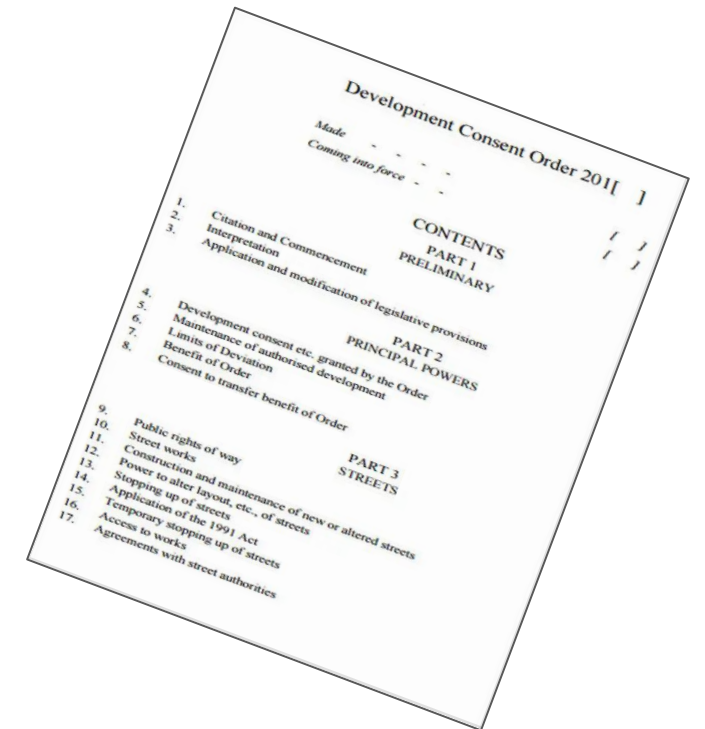 Development Consent Order 201[ ]
Made - - - - [ ]
Coming into force - - [ ]
CONTENTS
PART 1
PRELIMINARY
1. Citation and Commencement
2. Interpretation
3. Application and modification of legislative provisions
PART 2
PRINCIPAL POWERS
4. Development consent etc. granted by the Order
5. Maintenance of authorised development
6. Limits of Deviation
7. Benefit of Order
8. Consent to transfer benefit of Order
PART 3
STREETS
9. Public rights of way
10. Street works
11. Construction and maintenance of new or altered streets
12. Power to alter layout, etc., of streets
13. Stopping up of streets
14. Application of the 1991 Act
15. Temporary stopping up of streets
16. Access to works
17. Agreements with street authorities